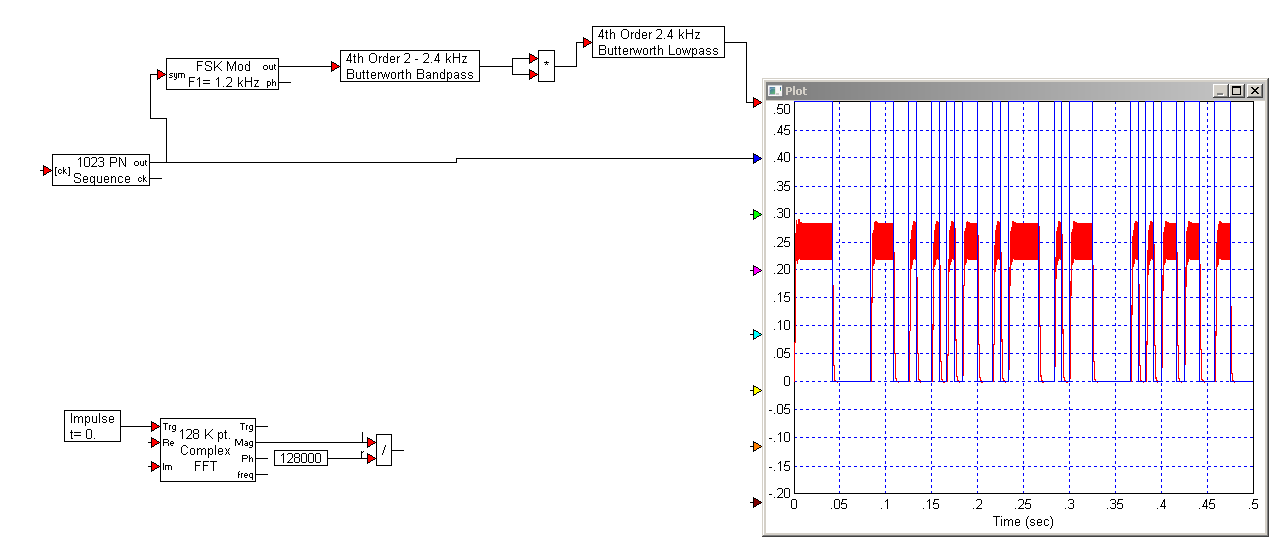 4th Order 2.4 kHz
Butterworth Lowpass
FSK Mod
out
sym
F1= 1.2 kHz
ph
4th Order 2 - 2.4 kHz
Butterworth Bandpass
*
1023 PN
out
[ck]
Sequence
ck
Impulse
t= 0.
Trg
Trg
128 K pt.
Re
Mag
Complex
Ph
Im
FFT
freq
128000
l
r
/
Plot
.50
.45
.40
.35
.30
.25
.20
.15
.10
.05
0
-.05
-.10
-.15
-.20
0 .05 .1 .15 .2 .25 .3 .35 .4 .45 .5
Time (sec)